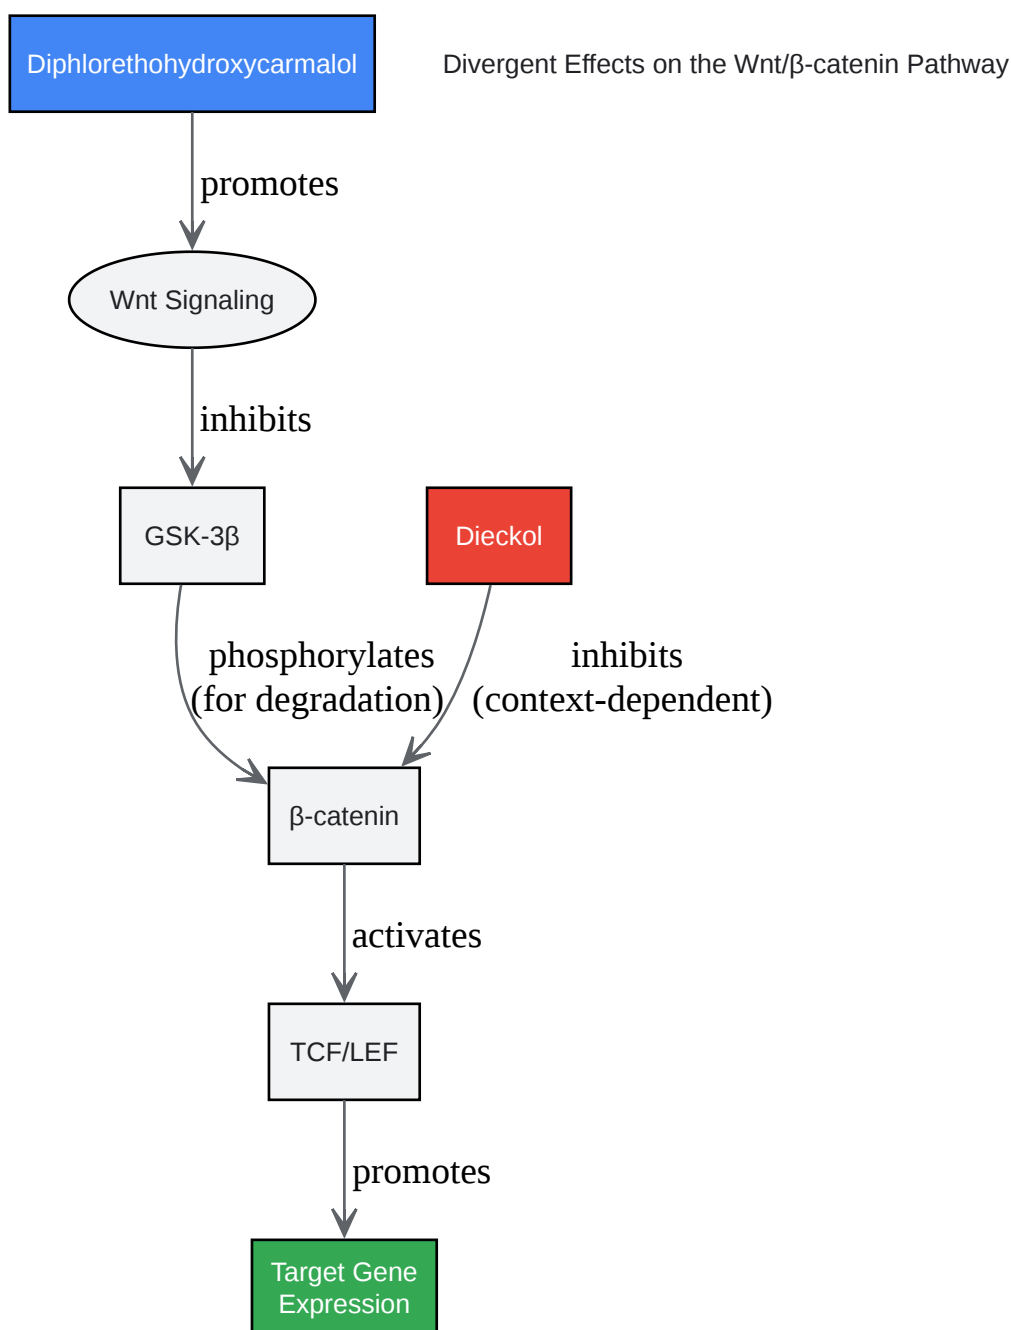 Diphlorethohydroxycarmalol
Divergent Effects on the Wnt/β-catenin Pathway
promotes
Wnt Signaling
inhibits
GSK-3β
Dieckol
phosphorylates
(for degradation)
inhibits
(context-dependent)
β-catenin
activates
TCF/LEF
promotes
Target Gene
Expression